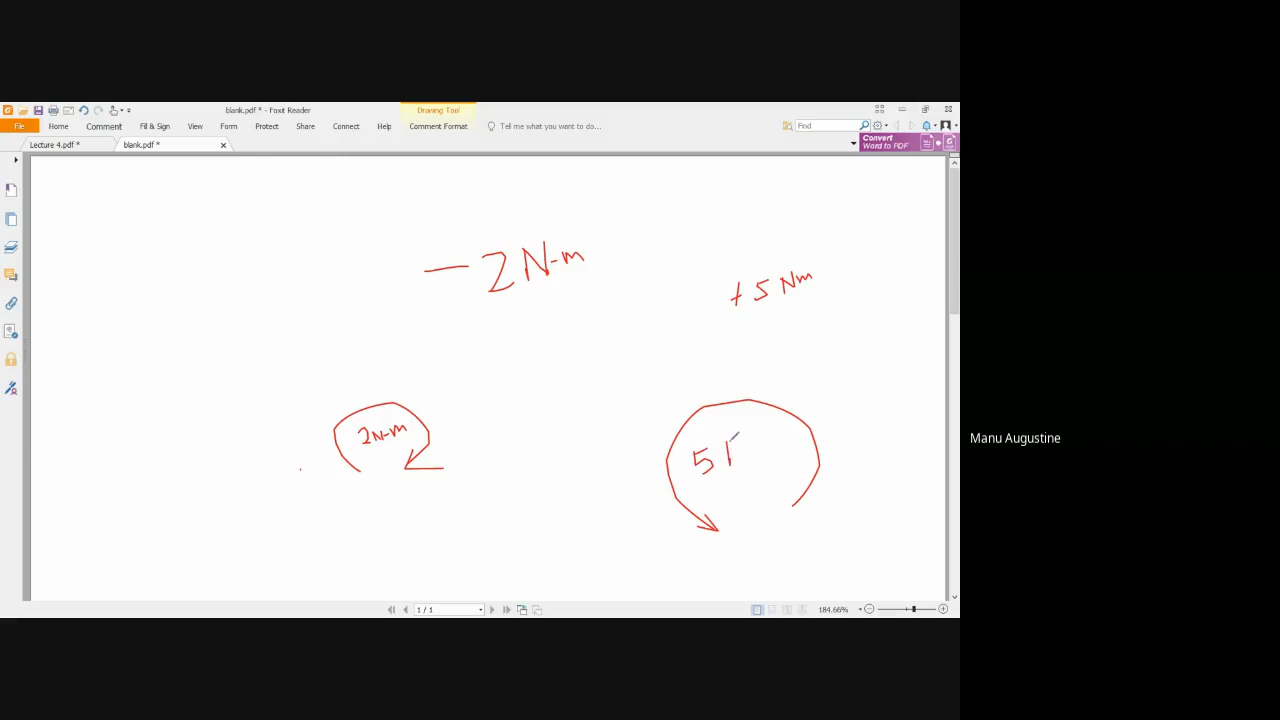 blank.pdf * - Foxit Reader
Drawing Tool
File Home Comment Fill & Sign View Form Protect Share Connect Help Comment Format Tell me what you want to do... Find
Lecture 4.pdf * blank.pdf * Convert Word to PDF
-2 N-m
+5 Nm
2N-m
5
Manu Augustine
1 / 1 184.66%